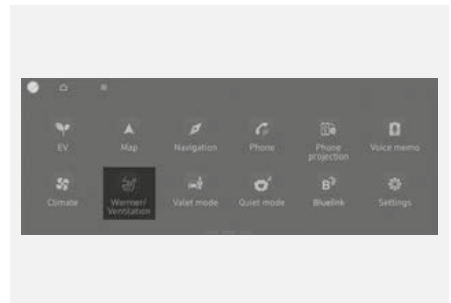 EV
Map
Navigation
Phone
Phone
projection
Voice memo
Climate
Warmer/
Ventilation
Valet mode
Quiet mode
Bluelink
Settings